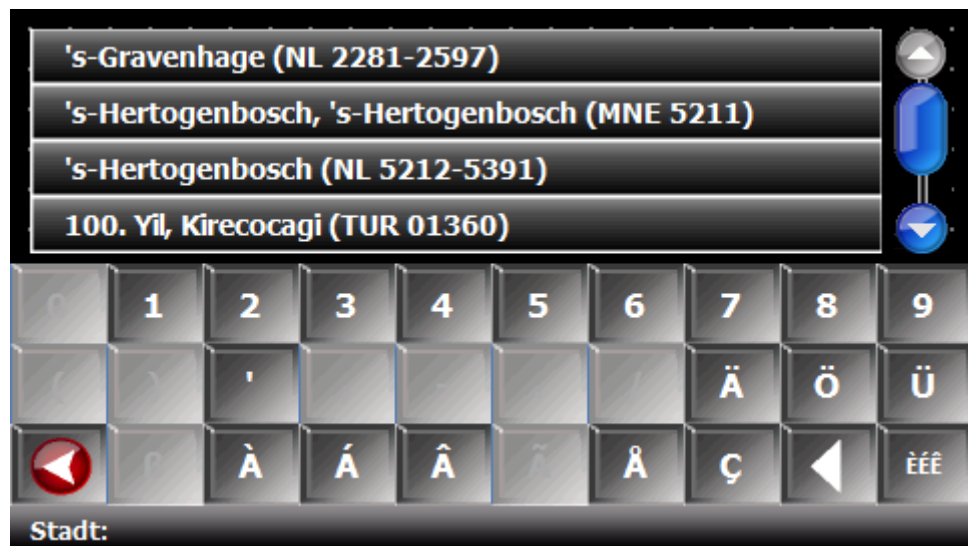 's-Gravenhage (NL 2281-2597)
's-Hertogenbosch, 's-Hertogenbosch (MNE 5211)
's-Hertogenbosch (NL 5212-5391)
100. Yil, Kirecocagi (TUR 01360)
1 2 3 4 5 6 7 8 9
( ) ' - / Ä Ö Ü
À Á Â Ã Å Ç ÈÉÊ
Stadt: